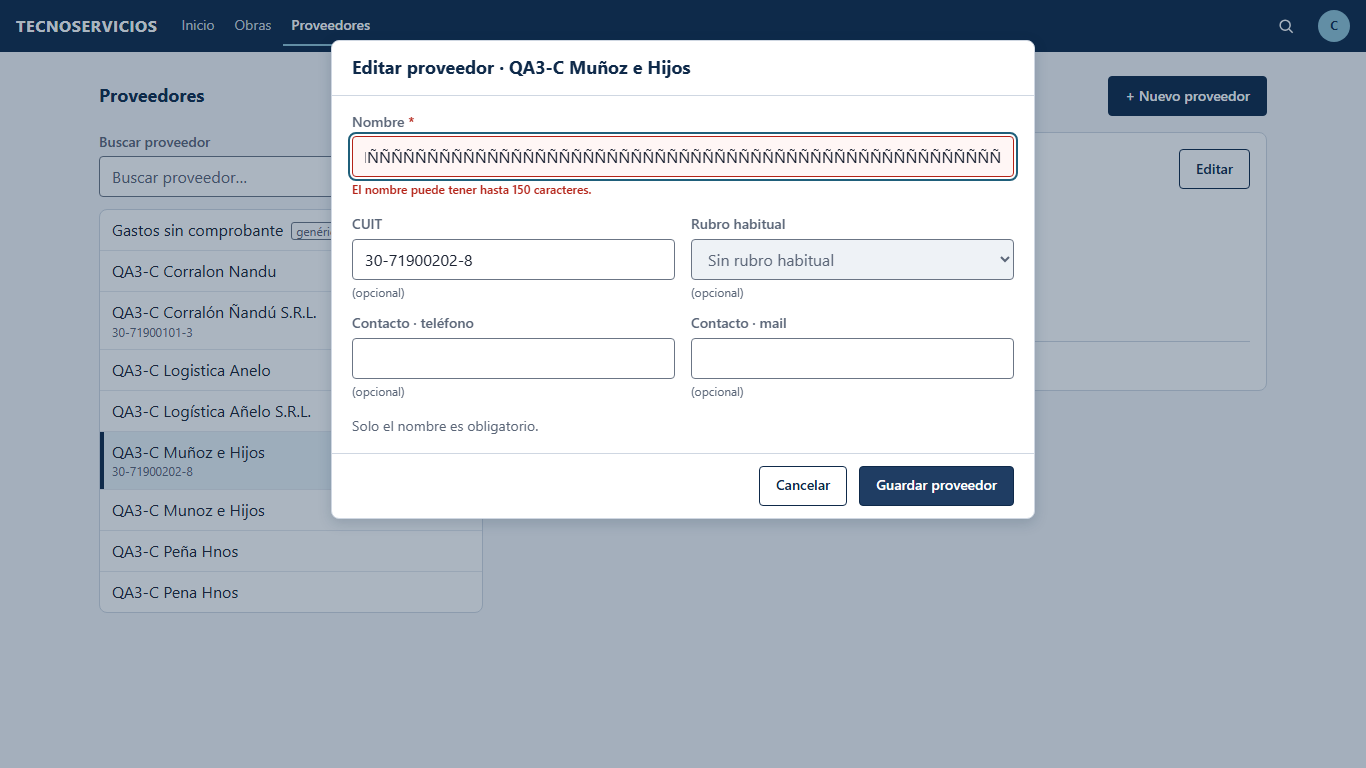 TECNOSERVICIOS Inicio Obras Proveedores C
Proveedores
+ Nuevo proveedor
Buscar proveedor
Buscar proveedor...
Gastos sin comprobante
QA3-C Corralon Nandu
QA3-C Corralón Ñandú S.R.L.
30-71900101-3
QA3-C Logistica Anelo
QA3-C Logística Añelo S.R.L.
QA3-C Muñoz e Hijos
30-71900202-8
QA3-C Munoz e Hijos
QA3-C Peña Hnos
QA3-C Pena Hnos
Editar
Editar proveedor · QA3-C Muñoz e Hijos
Nombre *
El nombre puede tener hasta 150 caracteres.
CUIT
30-71900202-8
(opcional)
Rubro habitual
Sin rubro habitual
(opcional)
Contacto · teléfono
(opcional)
Contacto · mail
(opcional)
Solo el nombre es obligatorio.
Cancelar
Guardar proveedor